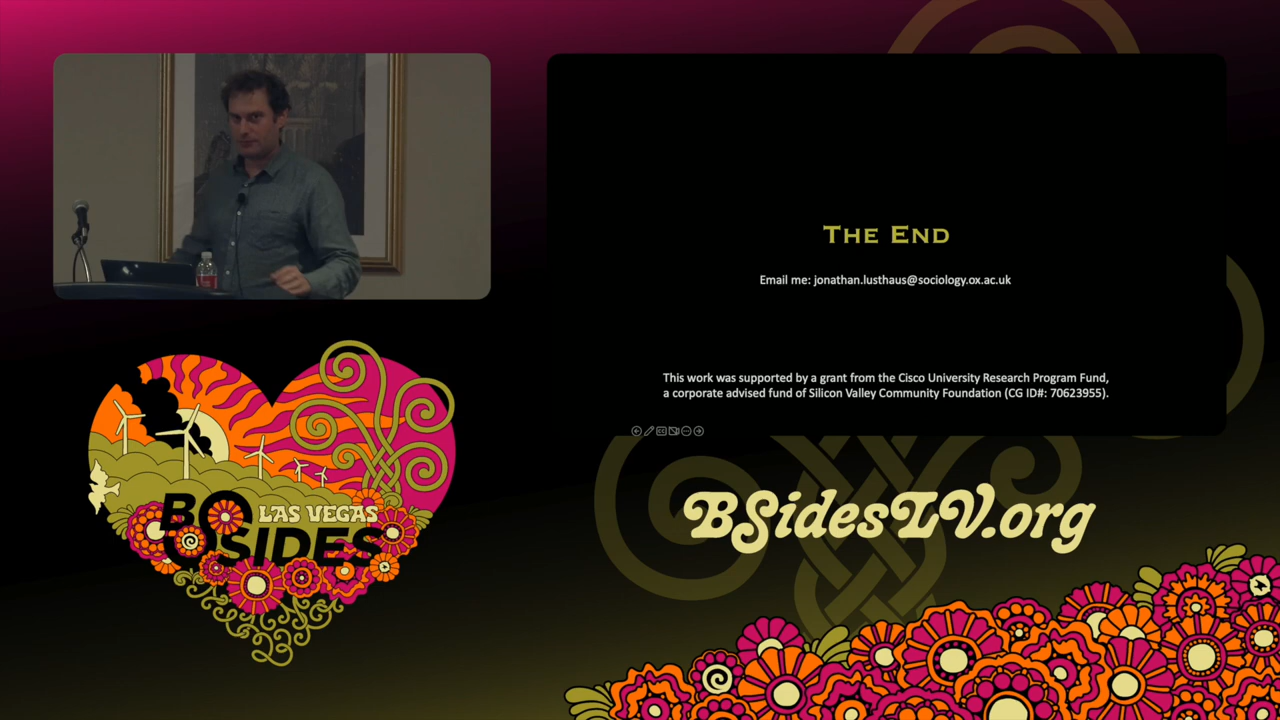 The End
Email me: jonathan.lusthaus@sociology.ox.ac.uk
This work was supported by a grant from the Cisco University Research Program Fund,
a corporate advised fund of Silicon Valley Community Foundation (CG ID#: 70623955).
LAS VEGAS
BSIDES
23
BSidesLV.org